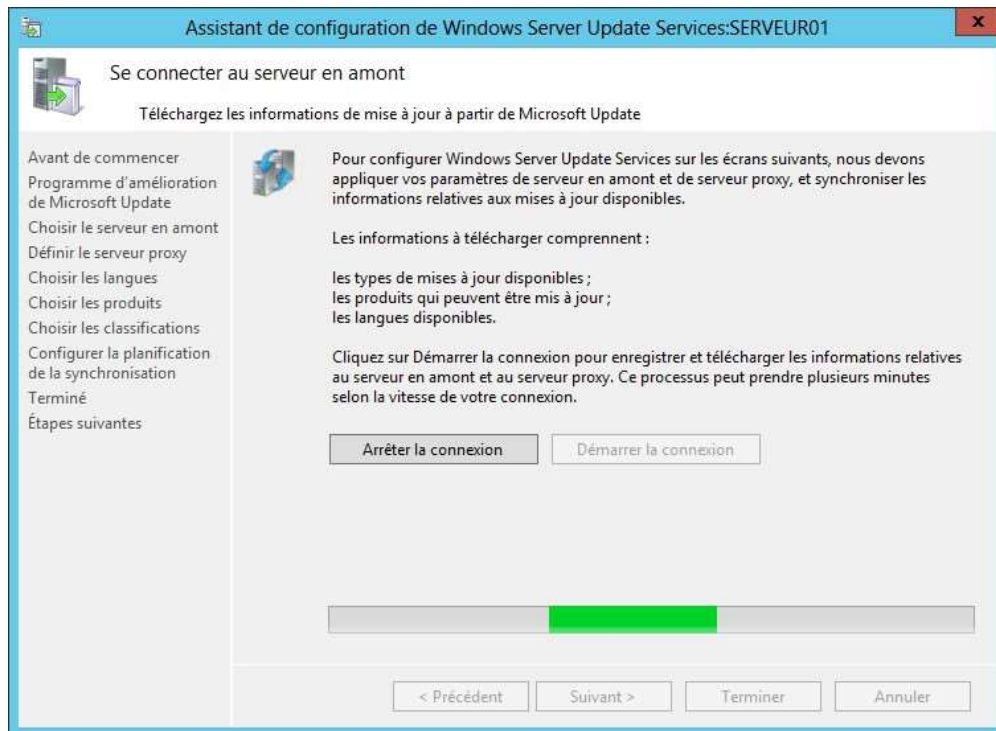 Assistant de configuration de Windows Server Update Services:SERVEUR01
x
Se connecter au serveur en amont
Téléchargez les informations de mise à jour à partir de Microsoft Update
Avant de commencer
Programme d'amélioration
de Microsoft Update
Choisir le serveur en amont
Définir le serveur proxy
Choisir les langues
Choisir les produits
Choisir les classifications
Configurer la planification
de la synchronisation
Terminé
Étapes suivantes
Pour configurer Windows Server Update Services sur les écrans suivants, nous devons
appliquer vos paramètres de serveur en amont et de serveur proxy, et synchroniser les
informations relatives aux mises à jour disponibles.
Les informations à télécharger comprennent :
les types de mises à jour disponibles ;
les produits qui peuvent être mis à jour ;
les langues disponibles.
Cliquez sur Démarrer la connexion pour enregistrer et télécharger les informations relatives
au serveur en amont et au serveur proxy. Ce processus peut prendre plusieurs minutes
selon la vitesse de votre connexion.
Arrêter la connexion
Démarrer la connexion
< Précédent
Suivant >
Terminer
Annuler